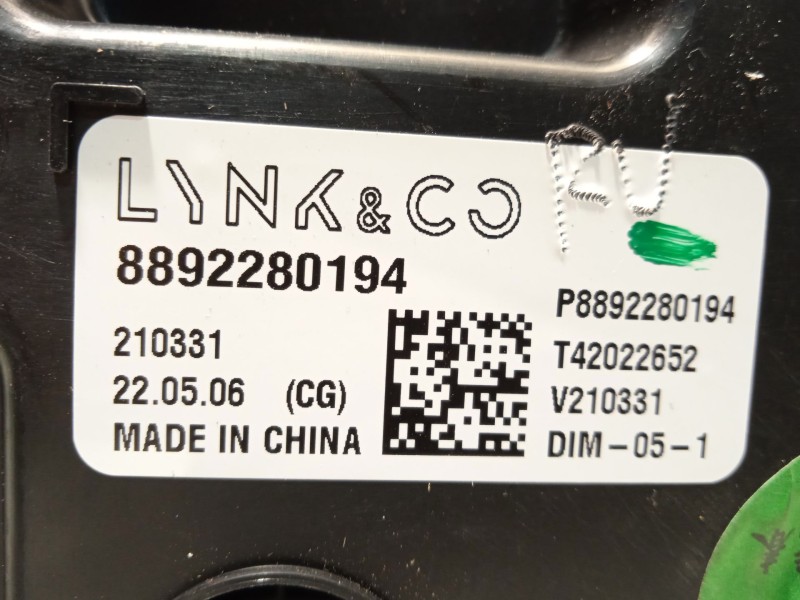 LYNK & CO
8892280194
210331
22.05.06 (CG)
MADE IN CHINA
P8892280194
T42022652
V210331
DIM-05-1